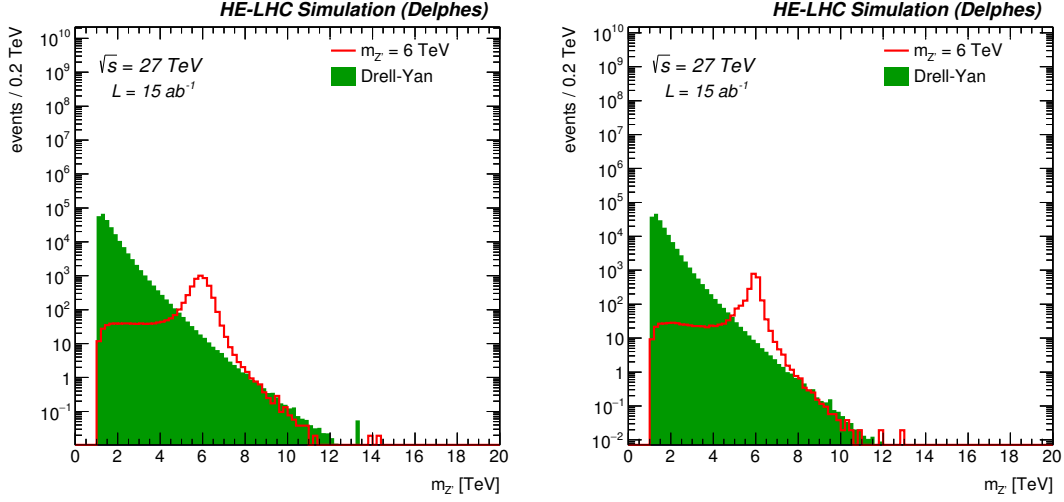 HE-LHC Simulation (Delphes)
events / 0.2 TeV
√s = 27 TeV
L = 15 ab⁻¹
m_Z' = 6 TeV
Drell-Yan
10¹⁰
10⁹
10⁸
10⁷
10⁶
10⁵
10⁴
10³
10²
10
1
10⁻¹
0 2 4 6 8 10 12 14 16 18 20
m_Z' [TeV]
HE-LHC Simulation (Delphes)
events / 0.2 TeV
√s = 27 TeV
L = 15 ab⁻¹
m_Z' = 6 TeV
Drell-Yan
10¹⁰
10⁹
10⁸
10⁷
10⁶
10⁵
10⁴
10³
10²
10
1
10⁻¹
10⁻²
0 2 4 6 8 10 12 14 16 18 20
m_Z' [TeV]